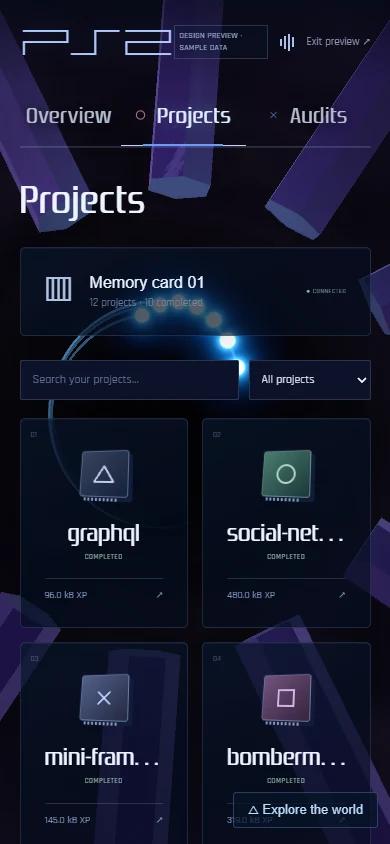 PS2
DESIGN PREVIEW ·
SAMPLE DATA
Exit preview ↗
Overview
○ Projects
× Audits
Projects
Memory card 01
12 projects · 10 completed
● CONNECTED
Search your projects...
All projects
01
graphql
COMPLETED
96.0 kB XP ↗
02
social-net...
COMPLETED
480.0 kB XP ↗
03
mini-fram...
COMPLETED
145.0 kB XP ↗
04
bomberm...
COMPLETED
kB XP ↗
△ Explore the world